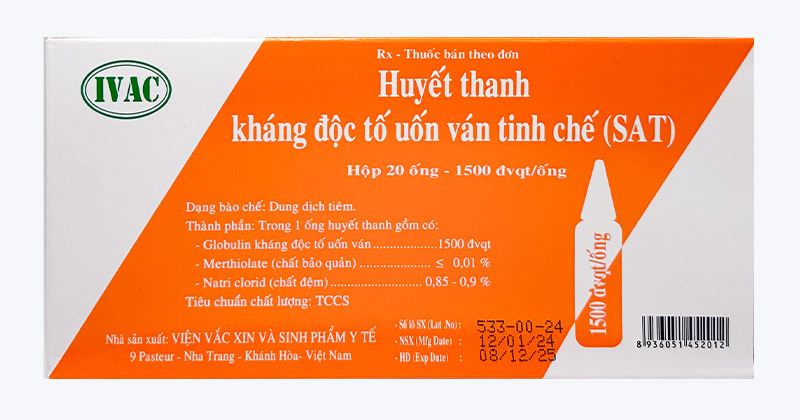 IVAC
Rx - Thuốc bán theo đơn
Huyết thanh
kháng độc tố uốn ván tinh chế (SAT)
Hộp 20 ống - 1500 đvqt/ống
Dạng bào chế: Dung dịch tiêm.
Thành phần: Trong 1 ống huyết thanh gồm có:
- Globulin kháng độc tố uốn ván....................1500 đvqt
- Merthiolate (chất bảo quản) ...................... ≤ 0,01 %
- Natri clorid (chất đệm)........................0,85 - 0,9 %
Tiêu chuẩn chất lượng: TCCS
1500 đvqt/ống
Nhà sản xuất: VIỆN VẮC XIN VÀ SINH PHẨM Y TẾ
9 Pasteur - Nha Trang - Khánh Hòa- Việt Nam
- Số lô SX (Lot .No) : 533-00-24
- NSX (Mfg Date) : 12/01/24
- HD (Exp Date) : 08/12/25
8 936051 452012